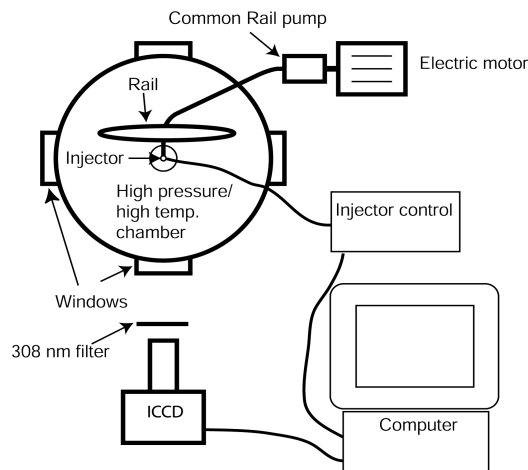 Common Rail pump
Electric motor
Rail
Injector
High pressure/
high temp.
chamber
Injector control
Windows
308 nm filter
ICCD
Computer